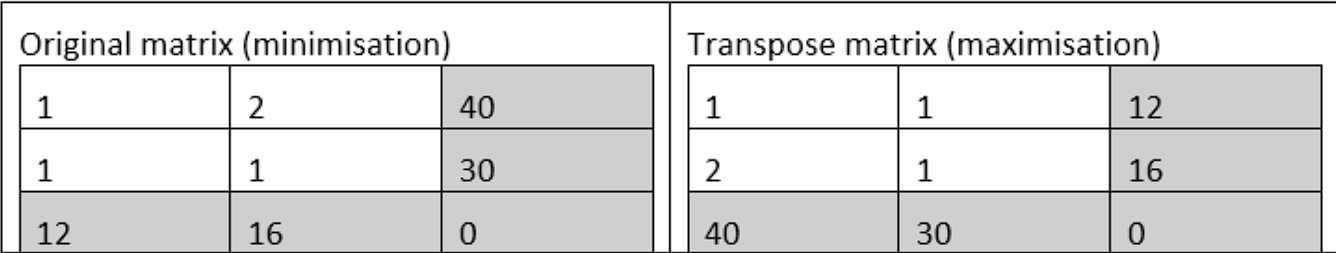 Original matrix (minimisation)
1 2 40
1 1 30
12 16 0
Transpose matrix (maximisation)
1 1 12
2 1 16
40 30 0